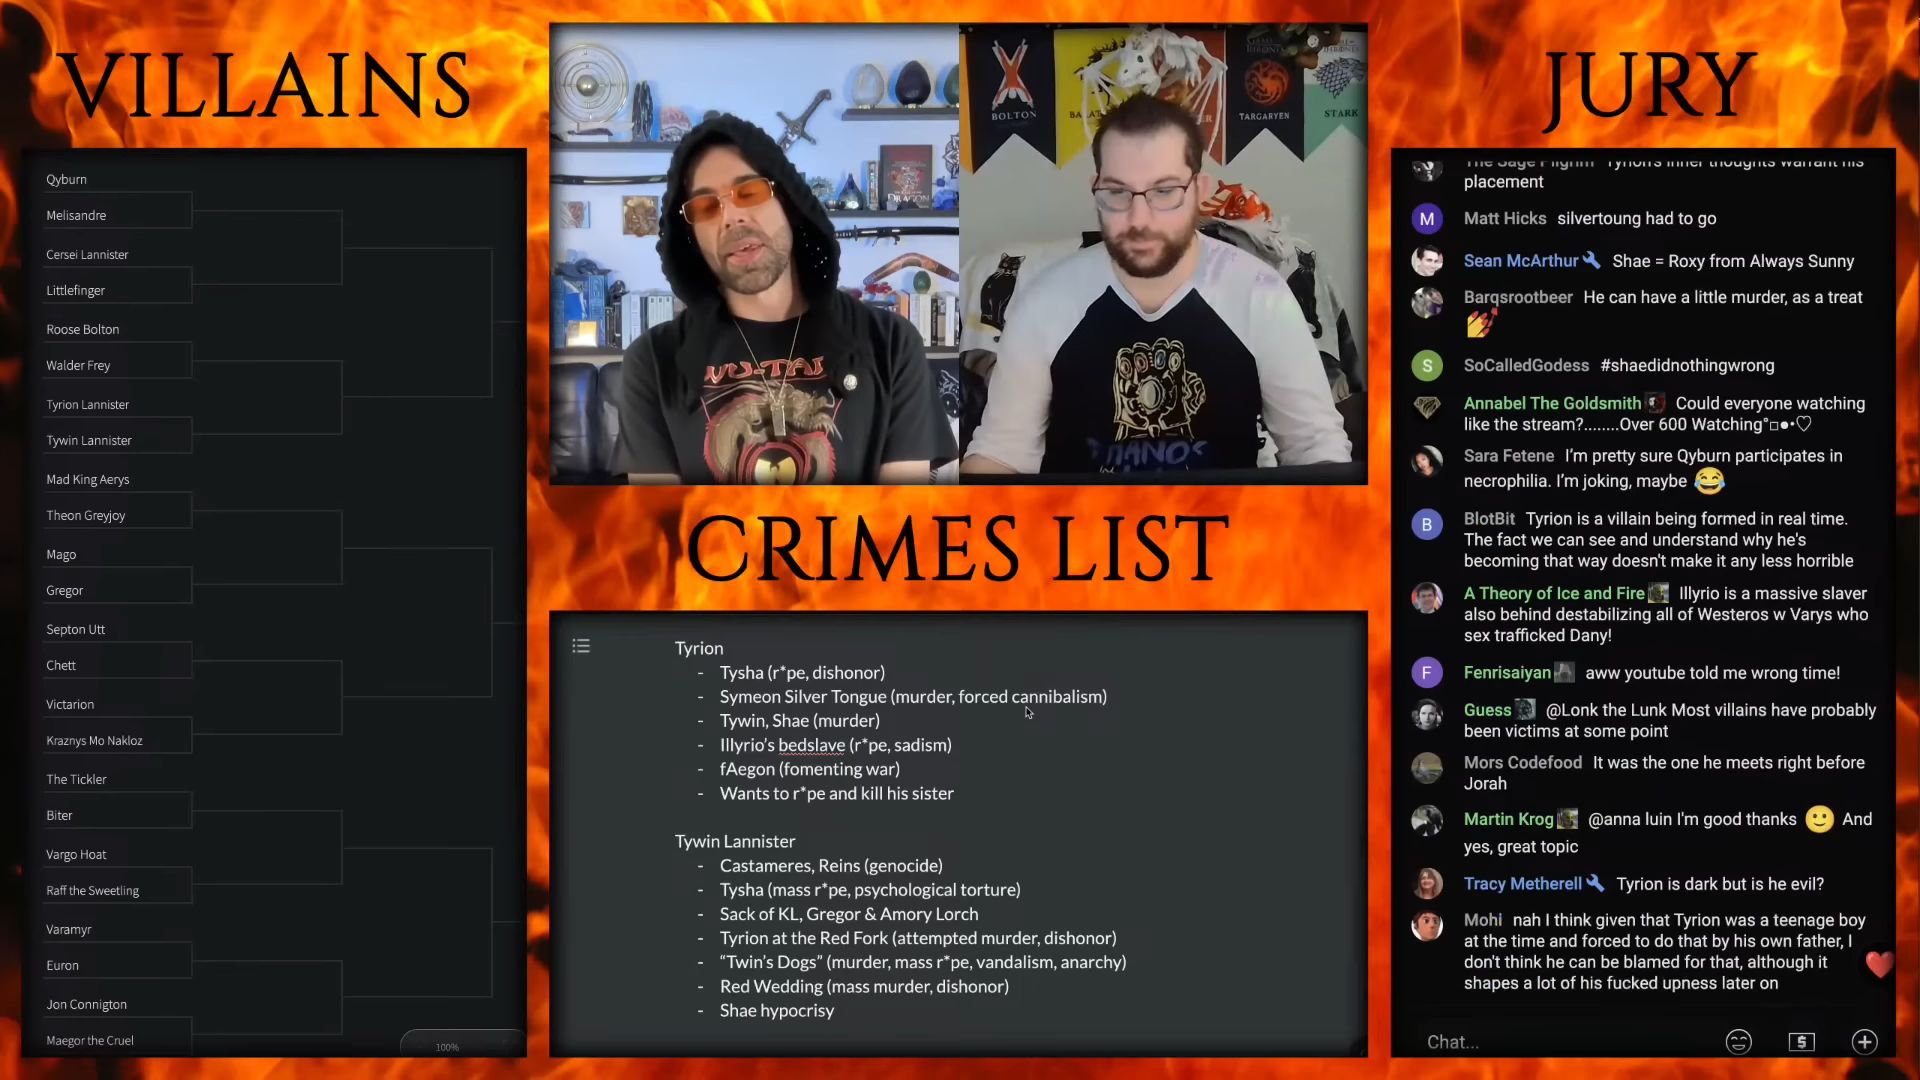 VILLAINS
Qyburn
Melisandre
Cersei Lannister
Littlefinger
Roose Bolton
Walder Frey
Tyrion Lannister
Tywin Lannister
Mad King Aerys
Theon Greyjoy
Mago
Gregor
Septon Utt
Chett
Victarion
Kraznys Mo Nakloz
The Tickler
Biter
Vargo Hoat
Raff the Sweetling
Varamyr
Euron
Jon Connington
Maegor the Cruel
100%
DRAGON
WU-TAI
BOLTON
TARGARYEN
STARK
CRIMES LIST
Tyrion
- Tysha (r*pe, dishonor)
- Symeon Silver Tongue (murder, forced cannibalism)
- Tywin, Shae (murder)
- Illyrio's bedslave (r*pe, sadism)
- fAegon (fomenting war)
- Wants to r*pe and kill his sister
Tywin Lannister
- Castameres, Reins (genocide)
- Tysha (mass r*pe, psychological torture)
- Sack of KL, Gregor & Amory Lorch
- Tyrion at the Red Fork (attempted murder, dishonor)
- “Twin's Dogs” (murder, mass r*pe, vandalism, anarchy)
- Red Wedding (mass murder, dishonor)
- Shae hypocrisy
JURY
The Sage Pilgrim Tyrion's inner thoughts warrant his
placement
M Matt Hicks silvertoung had to go
Sean McArthur Shae = Roxy from Always Sunny
Barqsrootbeer He can have a little murder, as a treat
💅
S SoCalledGodess #shaedidnothingwrong
Annabel The Goldsmith Could everyone watching
like the stream?........Over 600 Watching°□●•♡
Sara Fetene I'm pretty sure Qyburn participates in
necrophilia. I'm joking, maybe 😂
B BlotBit Tyrion is a villain being formed in real time.
The fact we can see and understand why he's
becoming that way doesn't make it any less horrible
A Theory of Ice and Fire Illyrio is a massive slaver
also behind destabilizing all of Westeros w Varys who
sex trafficked Dany!
F Fenrisaiyan aww youtube told me wrong time!
Guess @Lonk the Lunk Most villains have probably
been victims at some point
Mors Codefood It was the one he meets right before
Jorah
Martin Krog @anna luin I'm good thanks 🙂 And
yes, great topic
Tracy Metherell Tyrion is dark but is he evil?
Mohi nah I think given that Tyrion was a teenage boy
at the time and forced to do that by his own father, I
don't think he can be blamed for that, although it
shapes a lot of his fucked upness later on
Chat...